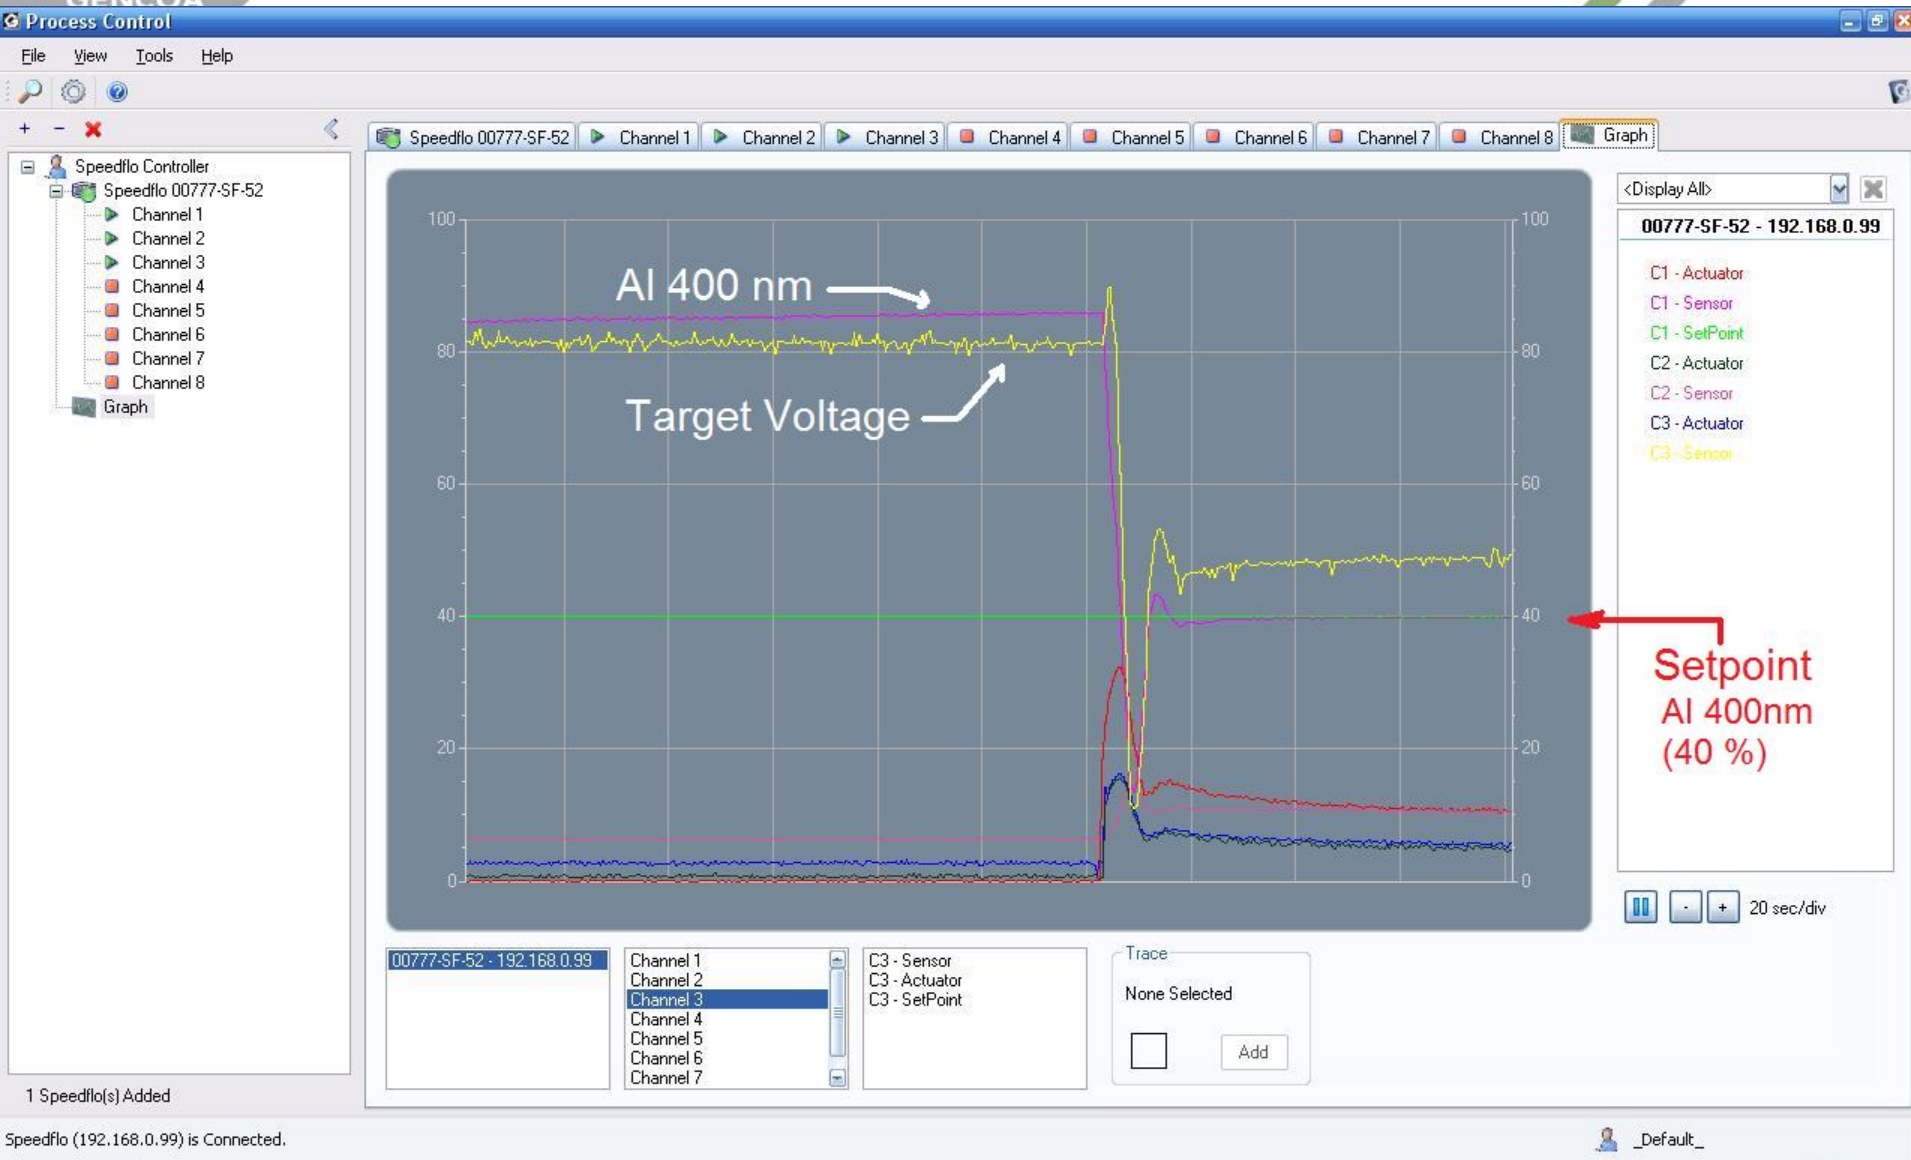 GENCOA
Process Control
File View Tools Help
Speedflo 00777-SF-52 Channel 1 Channel 2 Channel 3 Channel 4 Channel 5 Channel 6 Channel 7 Channel 8 Graph
Speedflo Controller
Speedflo 00777-SF-52
Channel 1
Channel 2
Channel 3
Channel 4
Channel 5
Channel 6
Channel 7
Channel 8
Graph
1 Speedflo(s) Added
100
80
60
40
20
0
Al 400 nm
Target Voltage
100
80
60
40
20
0
<Display All>
00777-SF-52 - 192.168.0.99
C1 - Actuator
C1 - Sensor
C1 - SetPoint
C2 - Actuator
C2 - Sensor
C3 - Actuator
C3 - Sensor
Setpoint
Al 400nm
(40 %)
- + 20 sec/div
00777-SF-52 - 192.168.0.99
Channel 1
Channel 2
Channel 3
Channel 4
Channel 5
Channel 6
Channel 7
C3 - Sensor
C3 - Actuator
C3 - SetPoint
Trace
None Selected
Add
Speedflo (192.168.0.99) is Connected.
_Default_